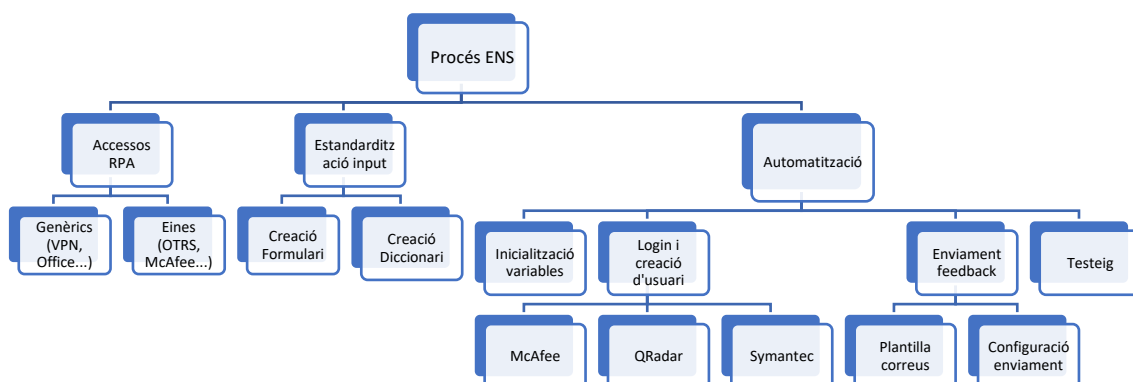 Procés ENS
Accessos
RPA
Estandarditz
ació input
Automatització
Genèrics
(VPN,
Office...)
Eines
(OTRS,
McAfee...)
Creació
Formulari
Creació
Diccionari
Inicialització
variables
Login i
creació
d'usuari
Enviament
feedback
Testeig
McAfee
QRadar
Symantec
Plantilla
correus
Configuració
enviament